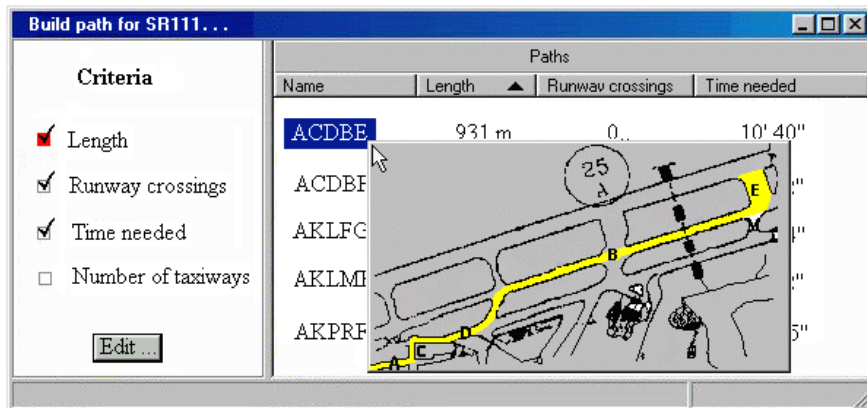 Build path for SR111...
Criteria
Length
Runway crossings
Time needed
Number of taxiways
Edit ...
Paths
Name Length Runway crossings Time needed
ACDBE 931 m 0.. 10' 40"
ACDBF
AKLFG
AKPRF
25
A
E
M
B
D
C
A